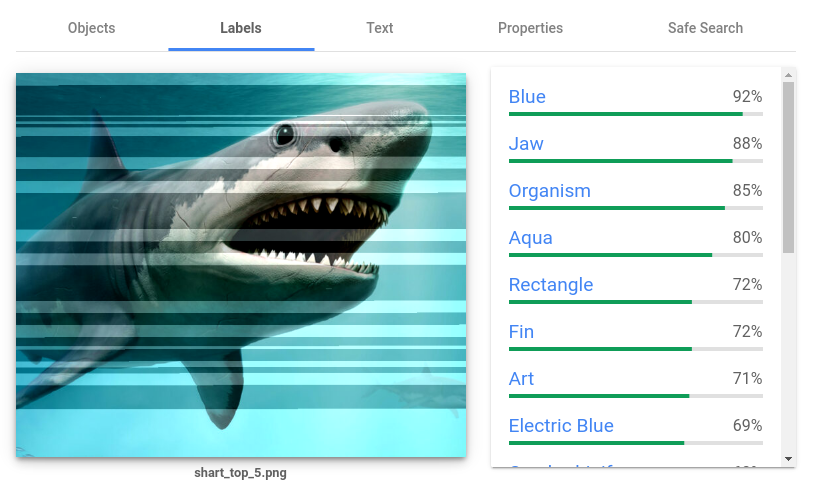 Objects Labels Text Properties Safe Search
Blue 92%
Jaw 88%
Organism 85%
Aqua 80%
Rectangle 72%
Fin 72%
Art 71%
Electric Blue 69%
shart_top_5.png